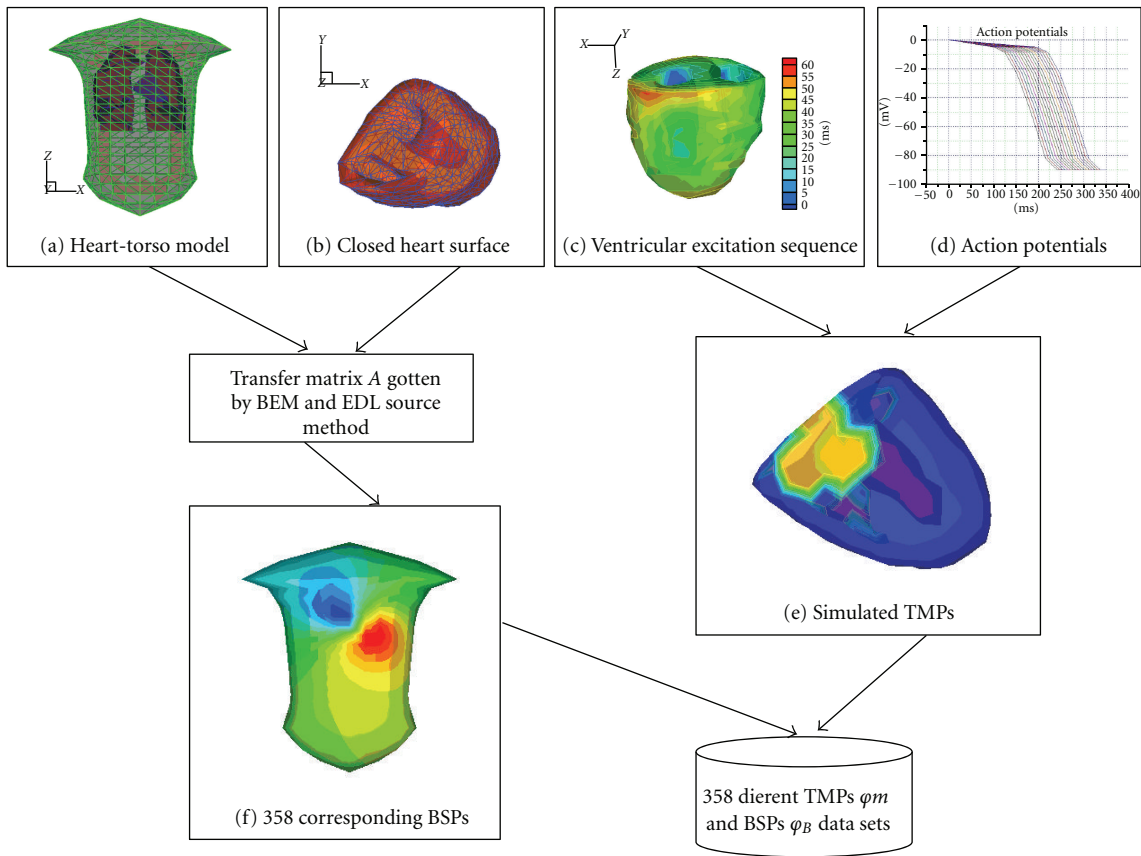 Z
Y
X
(a) Heart-torso model
Y
Z
X
(b) Closed heart surface
Y
X
Z
60
55
50
45
40
35
30
25
20
15
10
5
0
(ms)
(c) Ventricular excitation sequence
Action potentials
0
−20
−40
−60
−80
−100
(mV)
−50 0 50 100 150 200 250 300 350 400
(ms)
(d) Action potentials
Transfer matrix A gotten
by BEM and EDL source
method
(e) Simulated TMPs
(f) 358 corresponding BSPs
358 dierent TMPs φm
and BSPs φB data sets